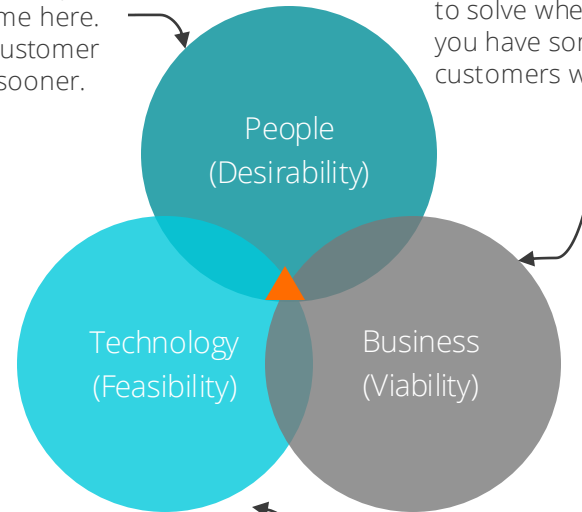 me here.
ustomer
sooner.
to solve whe
you have sor
customers w
People
(Desirability)
Technology
(Feasibility)
Business
(Viability)